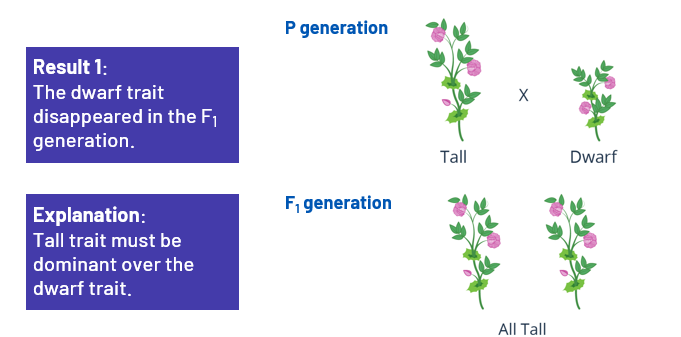 P generation
Result 1:
The dwarf trait
disappeared in the F₁
generation.
X
Tall
Dwarf
Explanation:
Tall trait must be
dominant over the
dwarf trait.
F₁ generation
All Tall